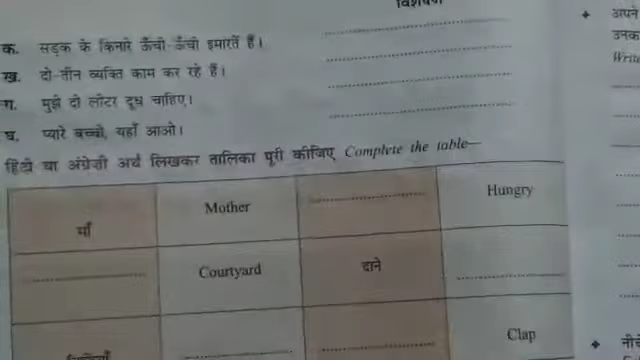 विशेषण
क. सड़क के किनारे ऊँची-ऊँची इमारतें हैं।
ख. दो-तीन व्यक्ति काम कर रहे हैं।
ग. मुझे दो लीटर दूध चाहिए।
घ. प्यारे बच्चो, यहाँ आओ।
हिंदी या अंग्रेज़ी अर्थ लिखकर तालिका पूरी कीजिए Complete the table—
माँ Mother Hungry
Courtyard दाने
Clap
अपने
उनक
Write
नीचे